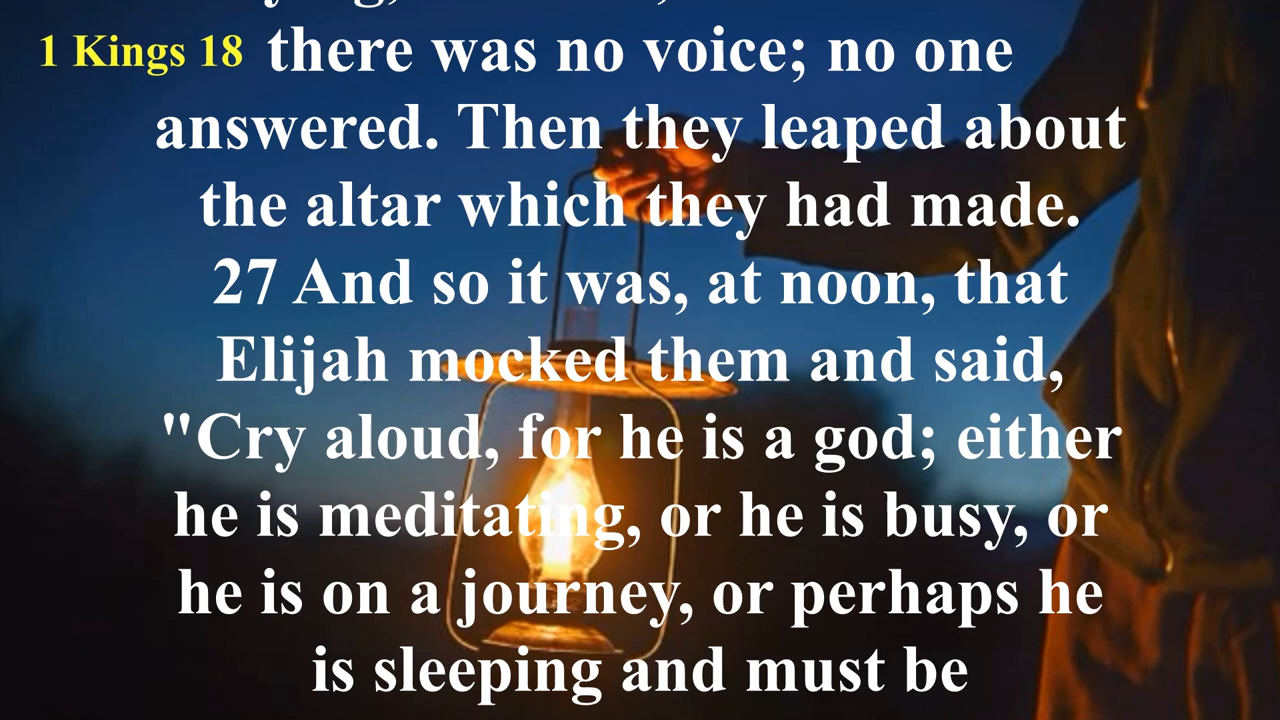 1 Kings 18
there was no voice; no one
answered. Then they leaped about
the altar which they had made.
27 And so it was, at noon, that
Elijah mocked them and said,
"Cry aloud, for he is a god; either
he is meditating, or he is busy, or
he is on a journey, or perhaps he
is sleeping and must be